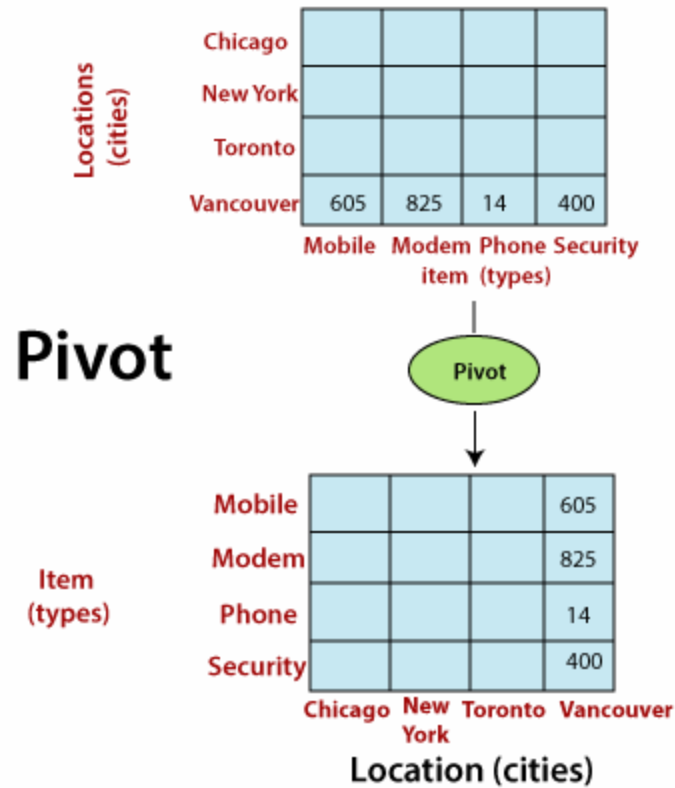 Locations
(cities)
Chicago
New York
Toronto
Vancouver 605 825 14 400
Mobile Modem Phone Security
item (types)
Pivot
Pivot
Item
(types)
Mobile 605
Modem 825
Phone 14
Security 400
Chicago New York Toronto Vancouver
Location (cities)